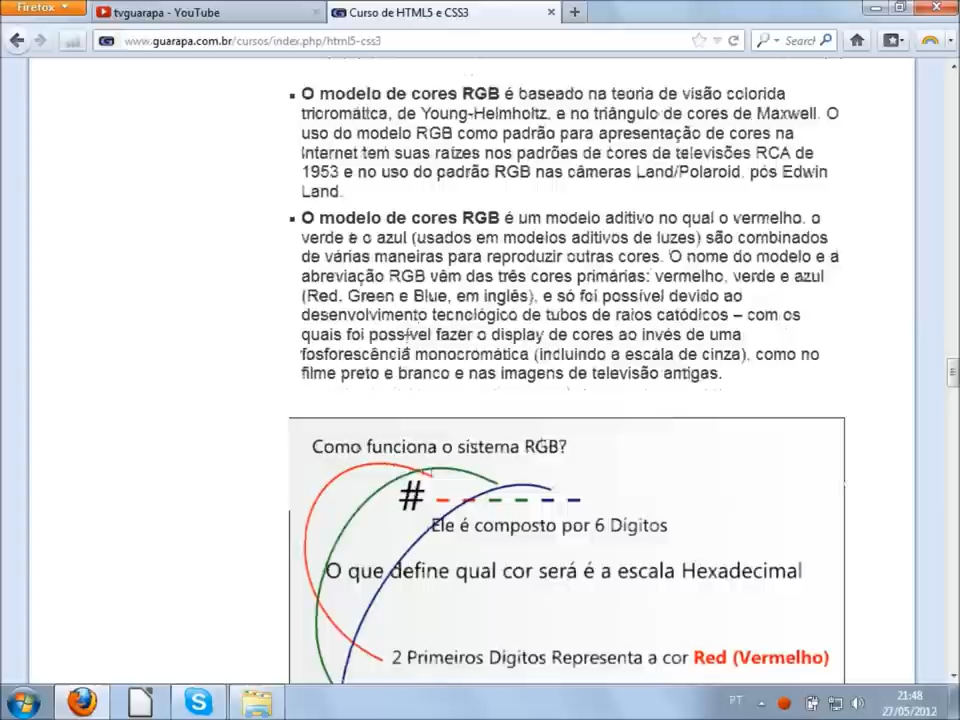 Firefox
tvguarapa - YouTube
Curso de HTML5 e CSS3
www.guarapa.com.br/cursos/index.php/html5-css3
Search
O modelo de cores RGB é baseado na teoria de visão colorida
tricromática, de Young-Helmholtz, e no triângulo de cores de Maxwell. O
uso do modelo RGB como padrão para apresentação de cores na
Internet tem suas raízes nos padrões de cores de televisões RCA de
1953 e no uso do padrão RGB nas câmeras Land/Polaroid, pós Edwin
Land.
O modelo de cores RGB é um modelo aditivo no qual o vermelho, o
verde e o azul (usados em modelos aditivos de luzes) são combinados
de várias maneiras para reproduzir outras cores. O nome do modelo e a
abreviação RGB vêm das três cores primárias: vermelho, verde e azul
(Red, Green e Blue, em inglês), e só foi possível devido ao
desenvolvimento tecnológico de tubos de raios catódicos – com os
quais foi possível fazer o display de cores ao invés de uma
fosforescência monocromática (incluindo a escala de cinza), como no
filme preto e branco e nas imagens de televisão antigas.
Como funciona o sistema RGB?
# _ _ _ _ _ _
Ele é composto por 6 Dígitos
O que define qual cor será é a escala Hexadecimal
2 Primeiros Digitos Representa a cor Red (Vermelho)
PT
21:48
27/05/2012